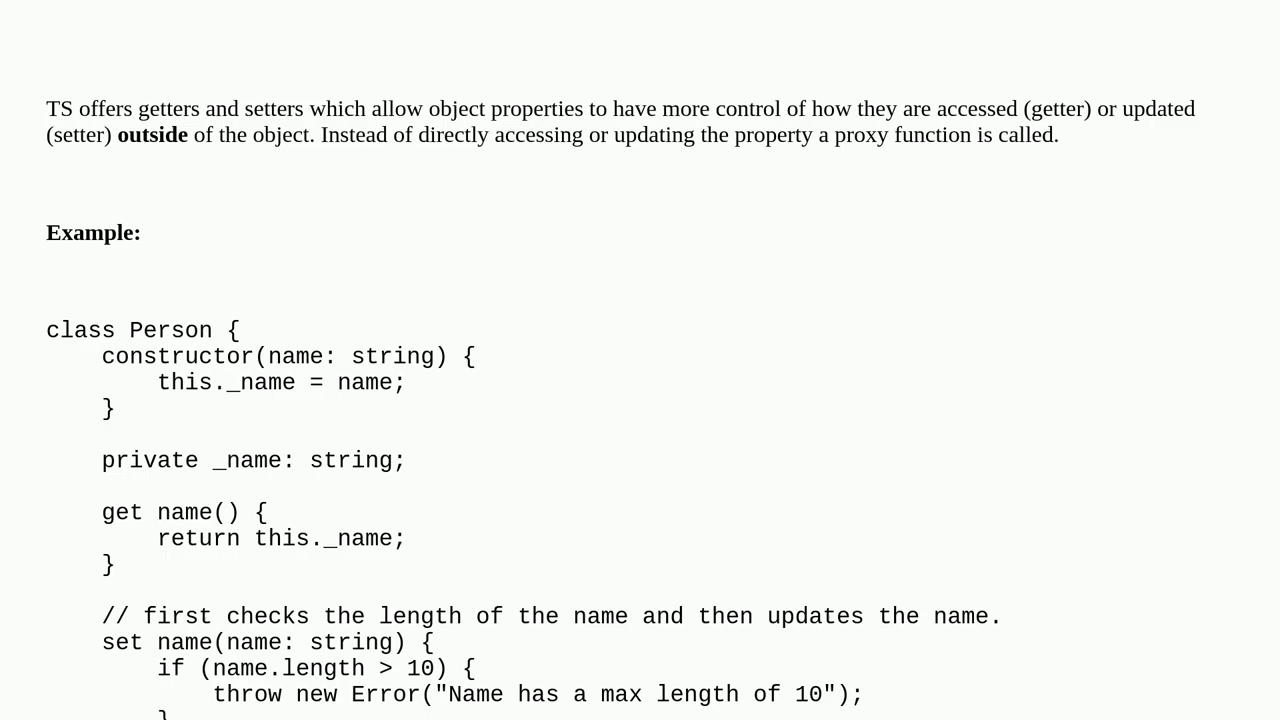 TS offers getters and setters which allow object properties to have more control of how they are accessed (getter) or updated
(setter) outside of the object. Instead of directly accessing or updating the property a proxy function is called.
Example:
class Person {
    constructor(name: string) {
        this._name = name;
    }
    private _name: string;
    get name() {
        return this._name;
    }
    // first checks the length of the name and then updates the name.
    set name(name: string) {
        if (name.length > 10) {
            throw new Error("Name has a max length of 10");
        }